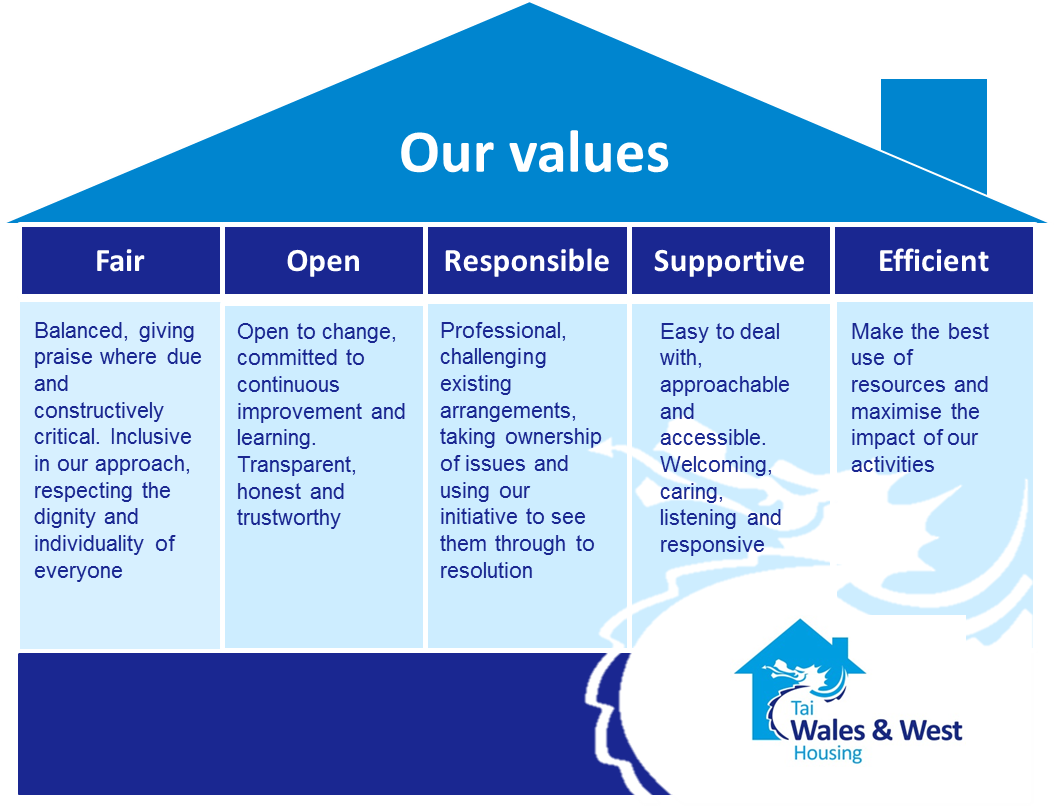 Our values
Fair
Open
Responsible
Supportive
Efficient
Balanced, giving
praise where due
and
constructively
critical. Inclusive
in our approach,
respecting the
dignity and
individuality of
everyone
Open to change,
committed to
continuous
improvement and
learning.
Transparent,
honest and
trustworthy
Professional,
challenging
existing
arrangements,
taking ownership
of issues and
using our
initiative to see
them through to
resolution
Easy to deal
with,
approachable
and
accessible.
Welcoming,
caring,
listening and
responsive
Make the best
use of
resources and
maximise the
impact of our
activities
Tai
Wales & West
Housing